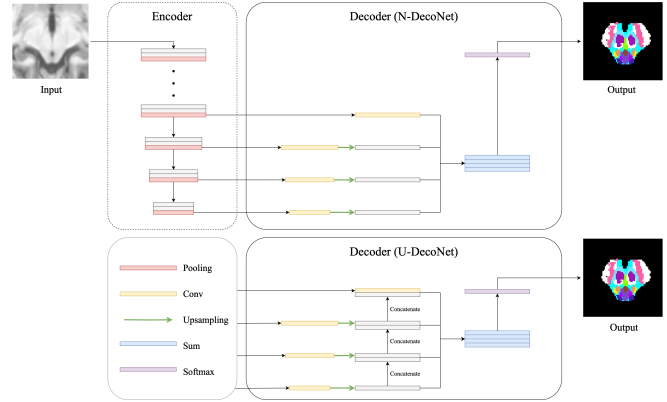 Encoder
Decoder (N-DecoNet)
Input
Output
Decoder (U-DecoNet)
Pooling
Conv
Upsampling
Sum
Softmax
Concatenate
Concatenate
Concatenate
Output